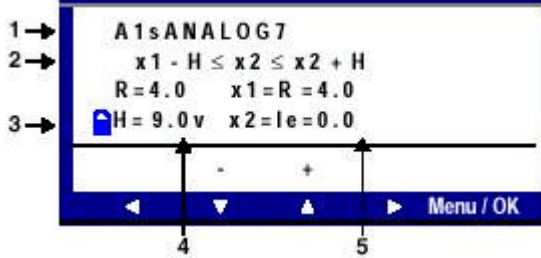 1 A1sANALOG7
2 x1 - H ≤ x2 ≤ x2 + H
R = 4.0 x1 = R = 4.0
3 H = 9.0 v x2 = Ie = 0.0
- +
Menu / OK
4 5